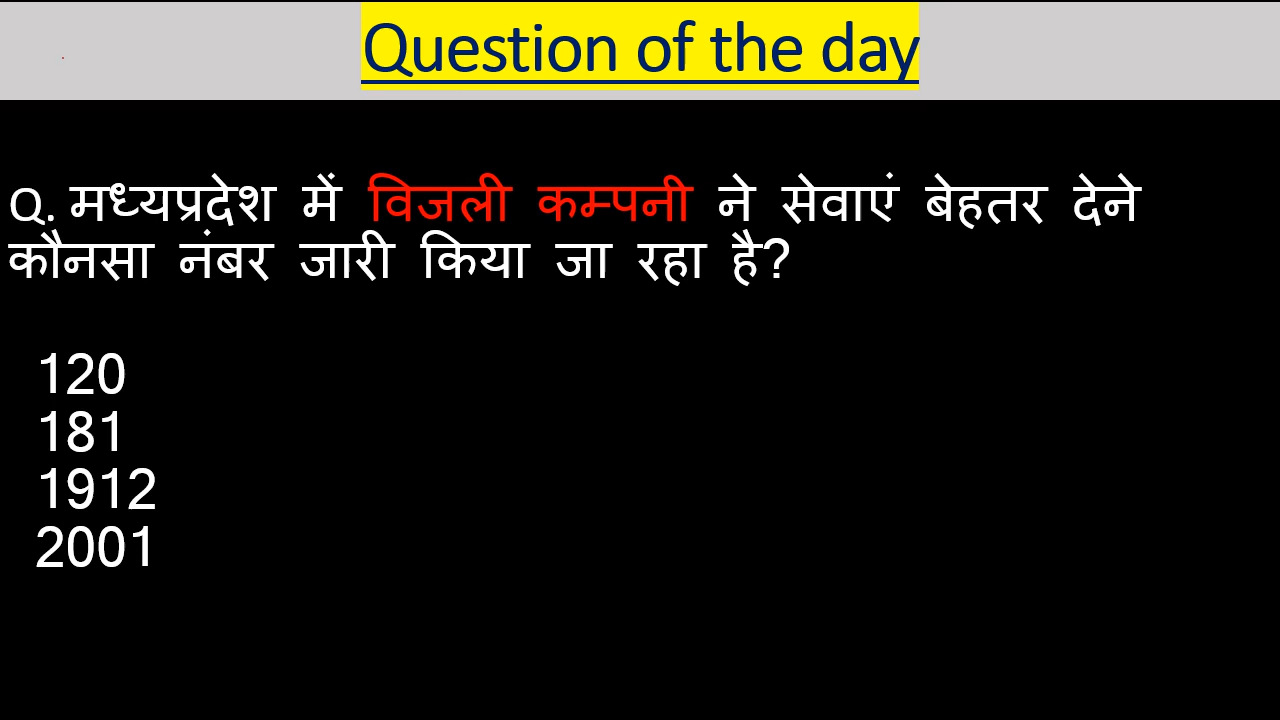 Question of the day
Q. मध्यप्रदेश में विजली कम्पनी ने सेवाएं बेहतर देने
कौनसा नंबर जारी किया जा रहा है?
120
181
1912
2001